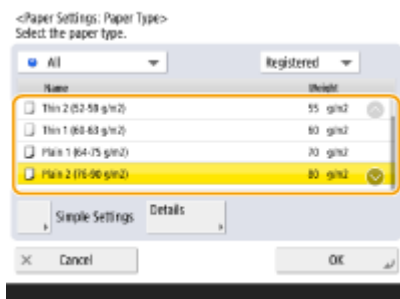 <Paper Settings: Paper Type>
Select the paper type.
All Registered
Name Weight
Thin 2 (52-59 g/m2) 55 g/m2
Thin 1 (60-63 g/m2) 60 g/m2
Plain 1 (64-75 g/m2) 70 g/m2
Plain 2 (76-90 g/m2) 80 g/m2
Simple Settings Details
Cancel OK